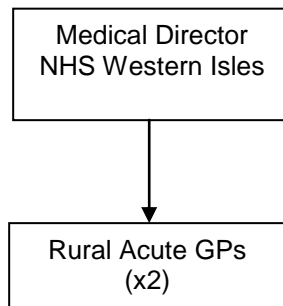 Medical Director
NHS Western Isles
Rural Acute GPs
(x2)